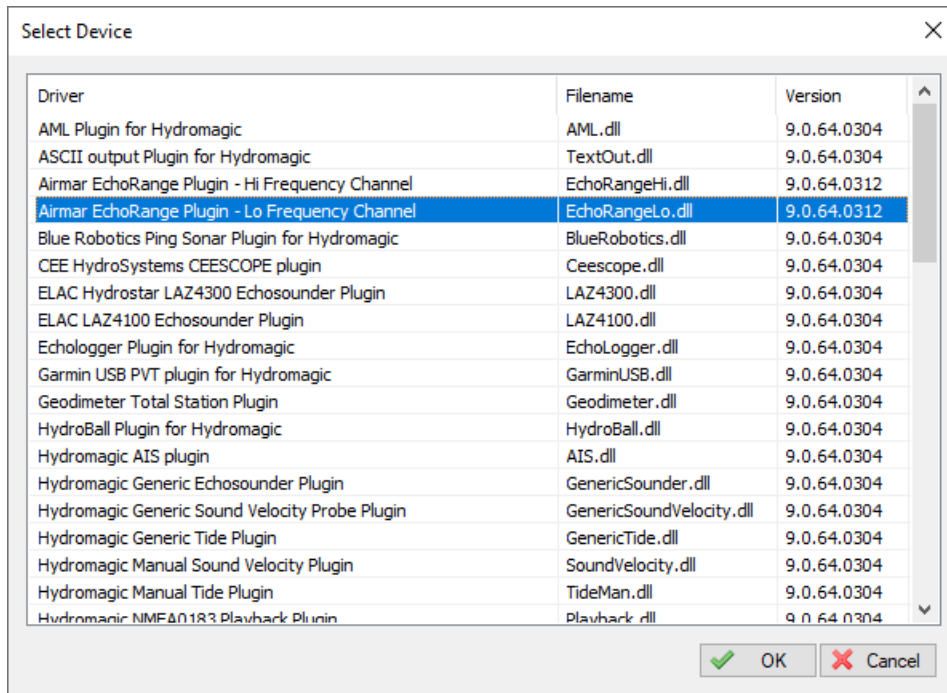 Select Device
Driver Filename Version
AML Plugin for Hydromagic AML.dll 9.0.64.0304
ASCII output Plugin for Hydromagic TextOut.dll 9.0.64.0304
Airmar EchoRange Plugin - Hi Frequency Channel EchoRangeHi.dll 9.0.64.0312
Airmar EchoRange Plugin - Lo Frequency Channel EchoRangeLo.dll 9.0.64.0312
Blue Robotics Ping Sonar Plugin for Hydromagic BlueRobotics.dll 9.0.64.0304
CEE HydroSystems CEESCOPE plugin Ceescope.dll 9.0.64.0304
ELAC Hydrostar LAZ4300 Echosounder Plugin LAZ4300.dll 9.0.64.0304
ELAC LAZ4100 Echosounder Plugin LAZ4100.dll 9.0.64.0304
Echologger Plugin for Hydromagic EchoLogger.dll 9.0.64.0304
Garmin USB PVT plugin for Hydromagic GarminUSB.dll 9.0.64.0304
Geodimeter Total Station Plugin Geodimeter.dll 9.0.64.0304
HydroBall Plugin for Hydromagic HydroBall.dll 9.0.64.0304
Hydromagic AIS plugin AIS.dll 9.0.64.0304
Hydromagic Generic Echosounder Plugin GenericSounder.dll 9.0.64.0304
Hydromagic Generic Sound Velocity Probe Plugin GenericSoundVelocity.dll 9.0.64.0304
Hydromagic Generic Tide Plugin GenericTide.dll 9.0.64.0304
Hydromagic Manual Sound Velocity Plugin SoundVelocity.dll 9.0.64.0304
Hydromagic Manual Tide Plugin TideMan.dll 9.0.64.0304
Hydromagic NMEA0183 Playback Plugin Playback.dll 9.0.64.0304
OK Cancel